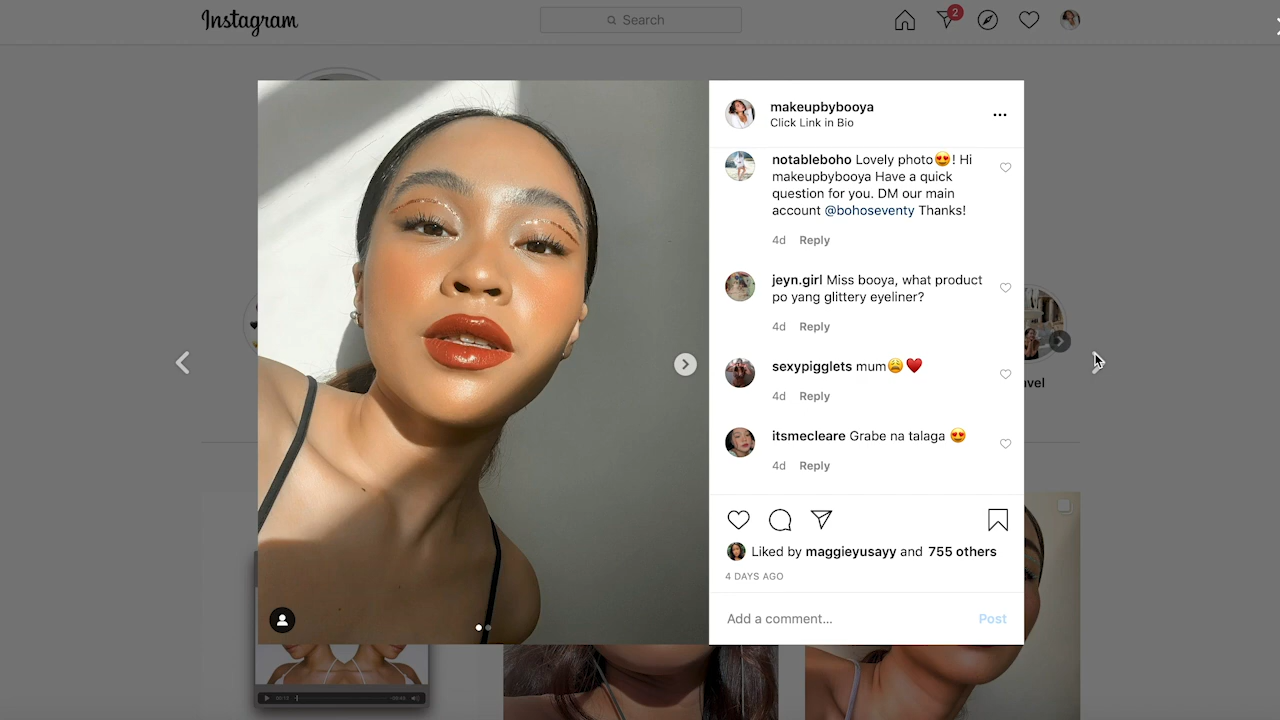 Instagram
Search
2
makeupbybooya
Click Link in Bio
notableboho Lovely photo😍! Hi
makeupbybooya Have a quick
question for you. DM our main
account @bohoseventy Thanks!
4d Reply
jeyn.girl Miss booya, what product
po yang glittery eyeliner?
4d Reply
sexypigglets mum😩❤️
4d Reply
itsmecleare Grabe na talaga 😍
4d Reply
vel
Liked by maggieyusayy and 755 others
4 DAYS AGO
Add a comment...
Post